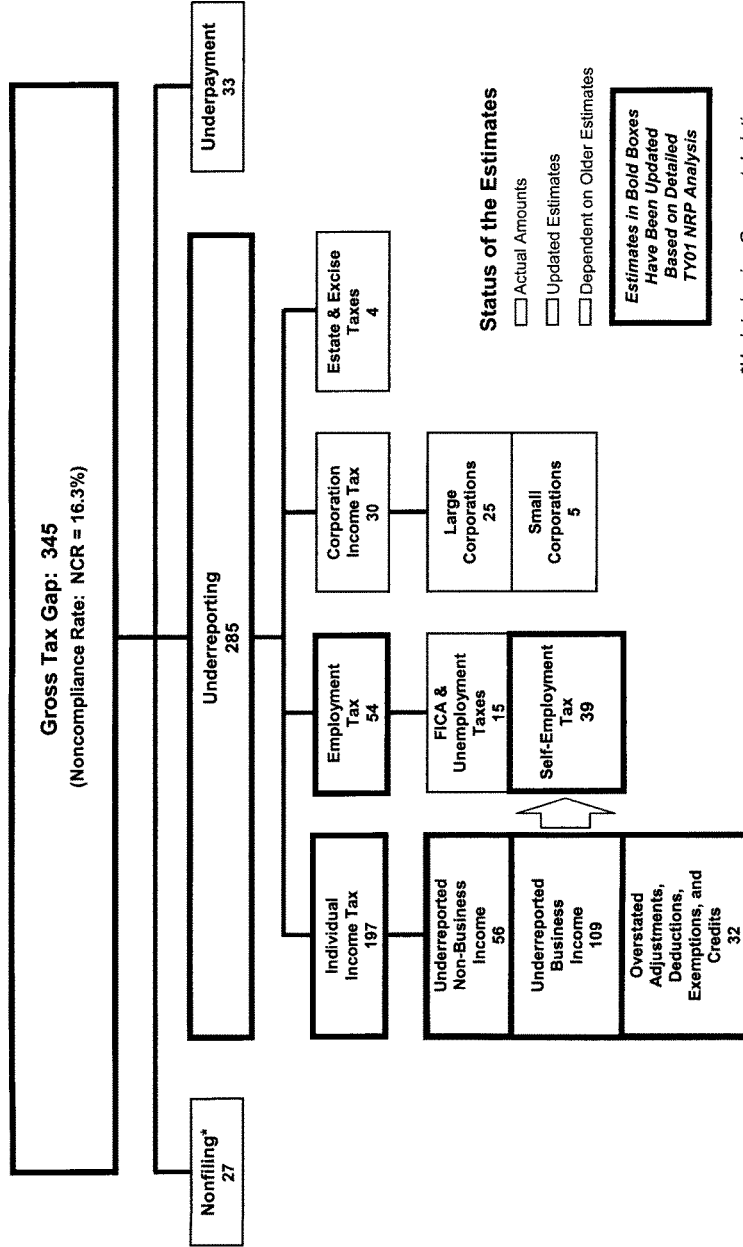 Gross Tax Gap: 345
(Noncompliance Rate: NCR = 16.3%)
Nonfiling*
27
Underreporting
285
Underpayment
33
Individual
Income Tax
197
Employment
Tax
54
Corporation
Income Tax
30
Estate & Excise
Taxes
4
Underreported
Non-Business
Income
56
Underreported
Business
Income
109
Overstated
Adjustments,
Deductions,
Exemptions, and
Credits
32
FICA &
Unemployment
Taxes
15
Self-Employment
Tax
39
Large
Corporations
25
Small
Corporations
5
Status of the Estimates
Actual Amounts
Updated Estimates
Dependent on Older Estimates
Estimates in Bold Boxes
Have Been Updated
Based on Detailed
TY01 NRP Analysis